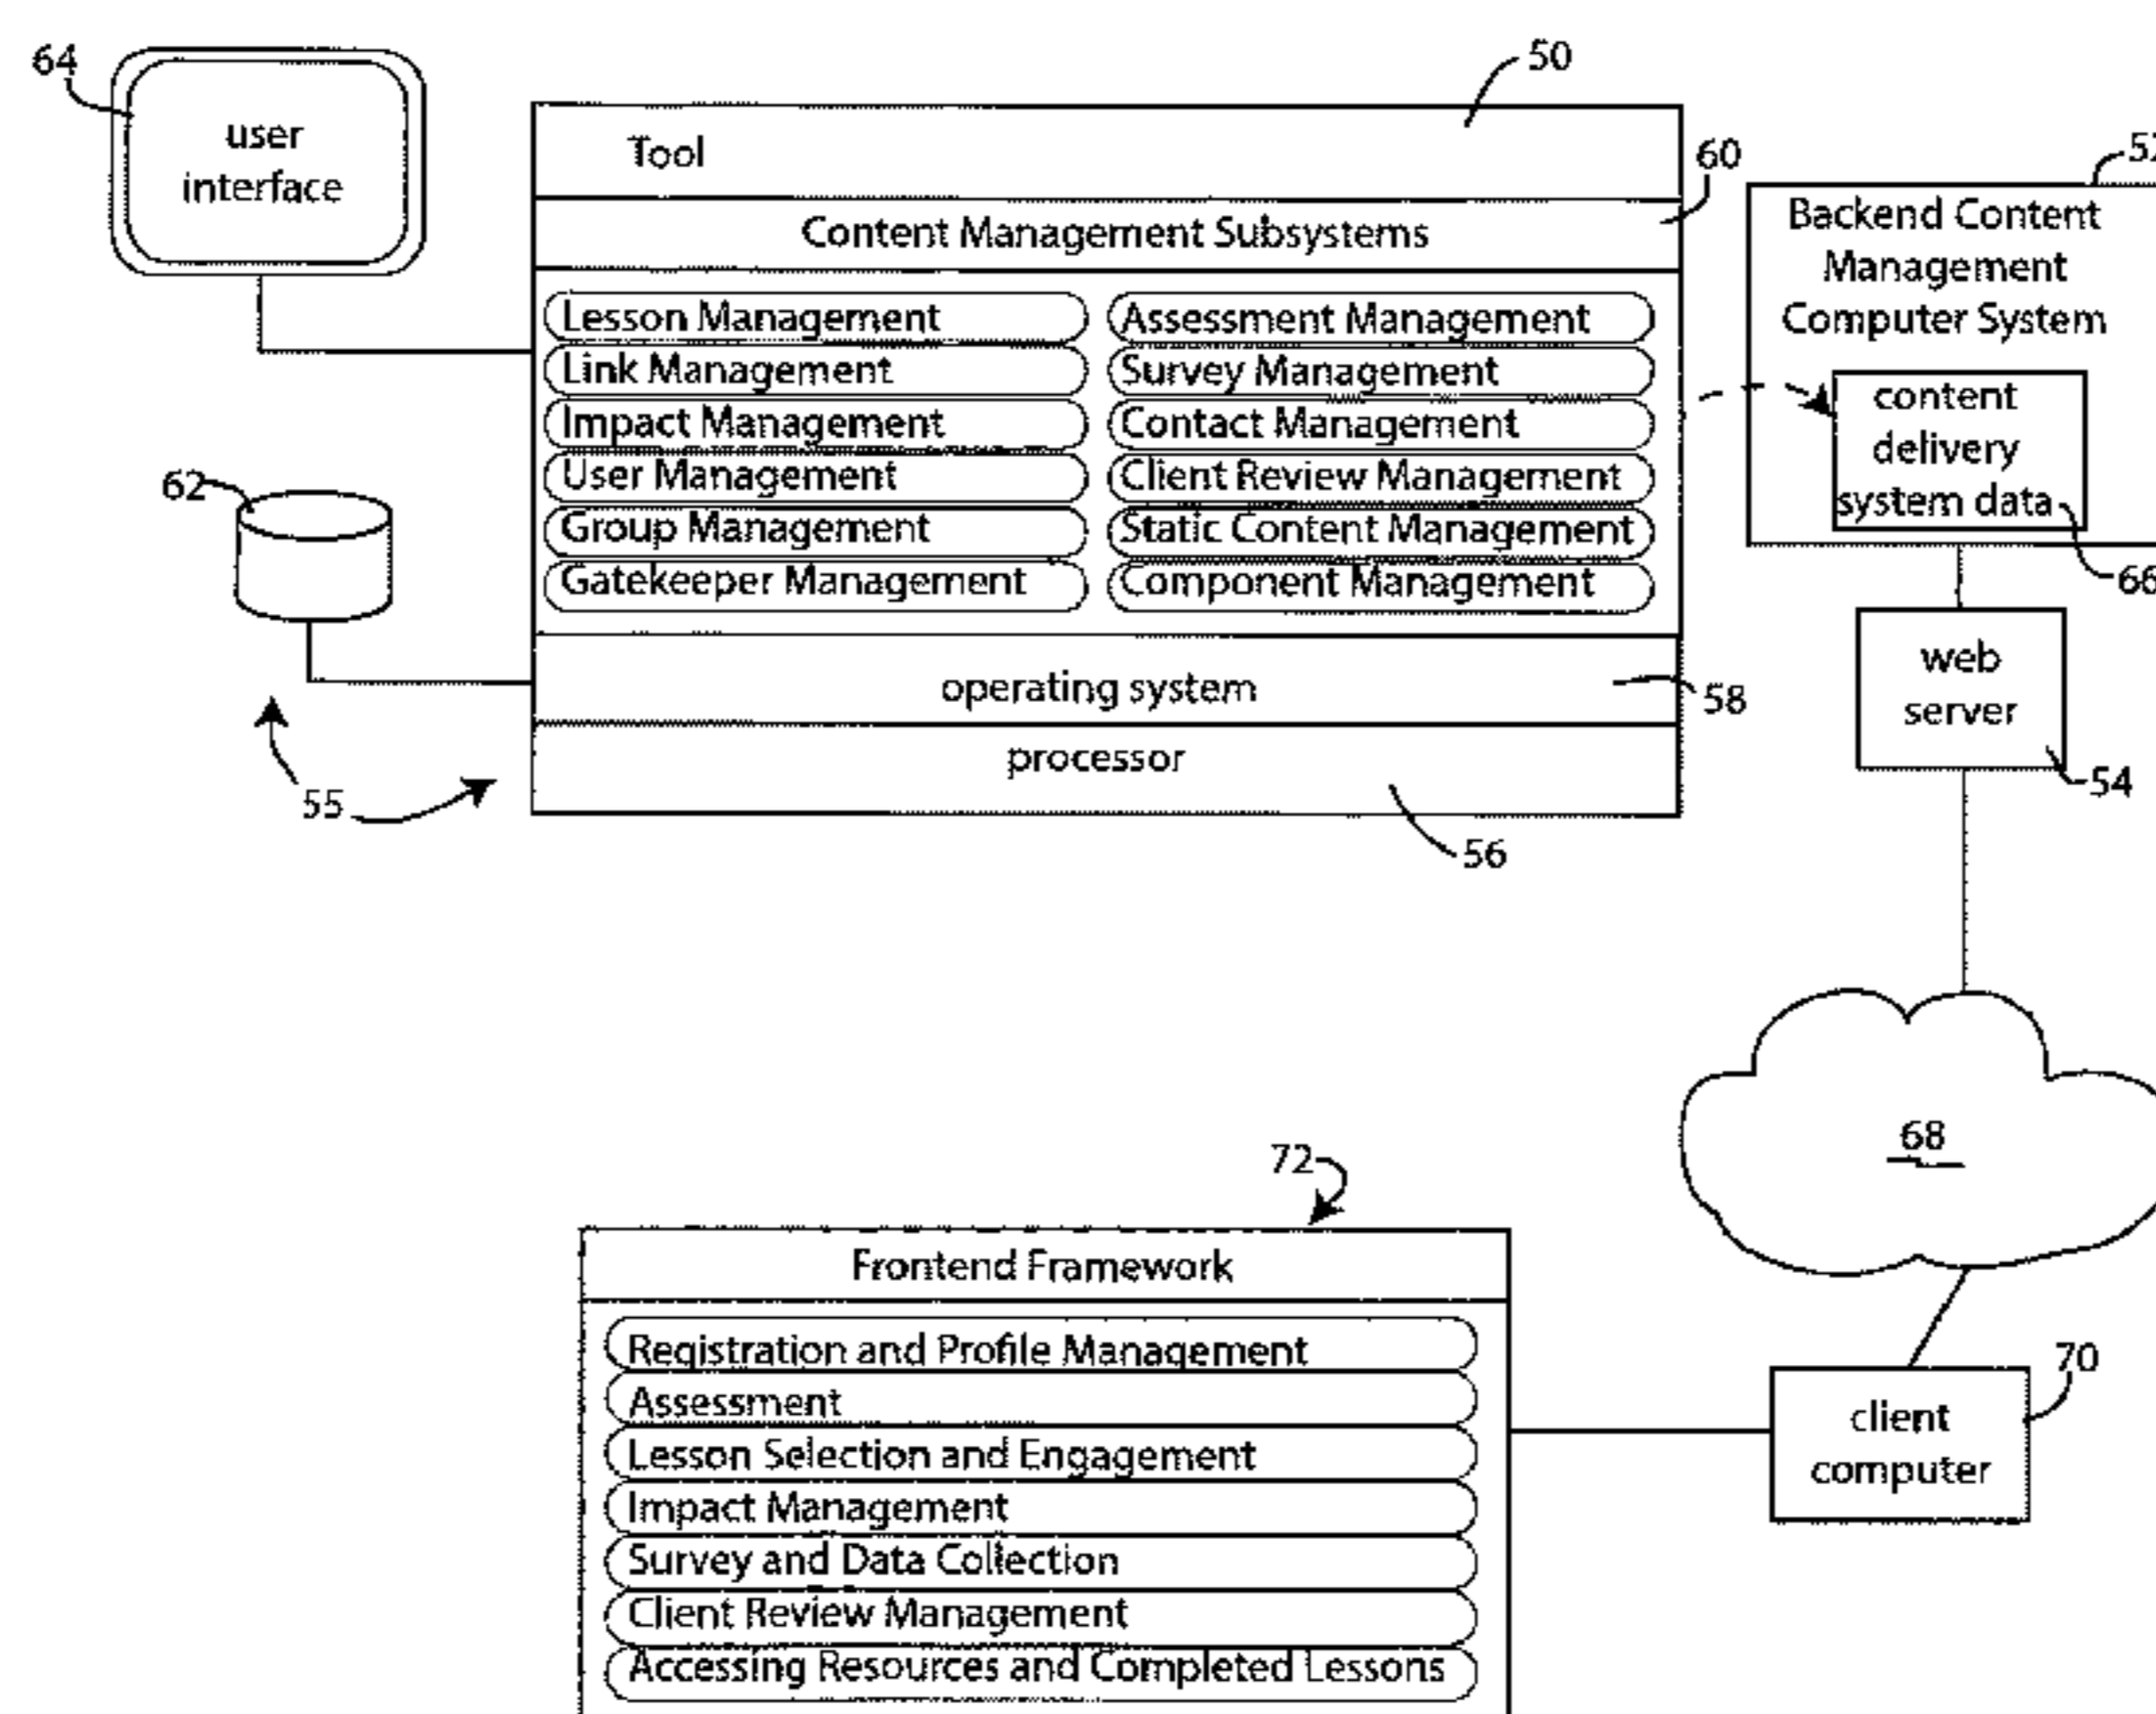 64
user
interface
50
Tool
60
Content Management Subsystems
Lesson Management
Assessment Management
Link Management
Survey Management
Impact Management
Contact Management
User Management
Client Review Management
Group Management
Static Content Management
Gatekeeper Management
Component Management
operating system
58
processor
56
62
55
Backend Content
Management
Computer System
content
delivery
system data
66
web
server
54
68
72
Frontend Framework
Registration and Profile Management
Assessment
Lesson Selection and Engagement
Impact Management
Survey and Data Collection
Client Review Management
Accessing Resources and Completed Lessons
70
client
computer